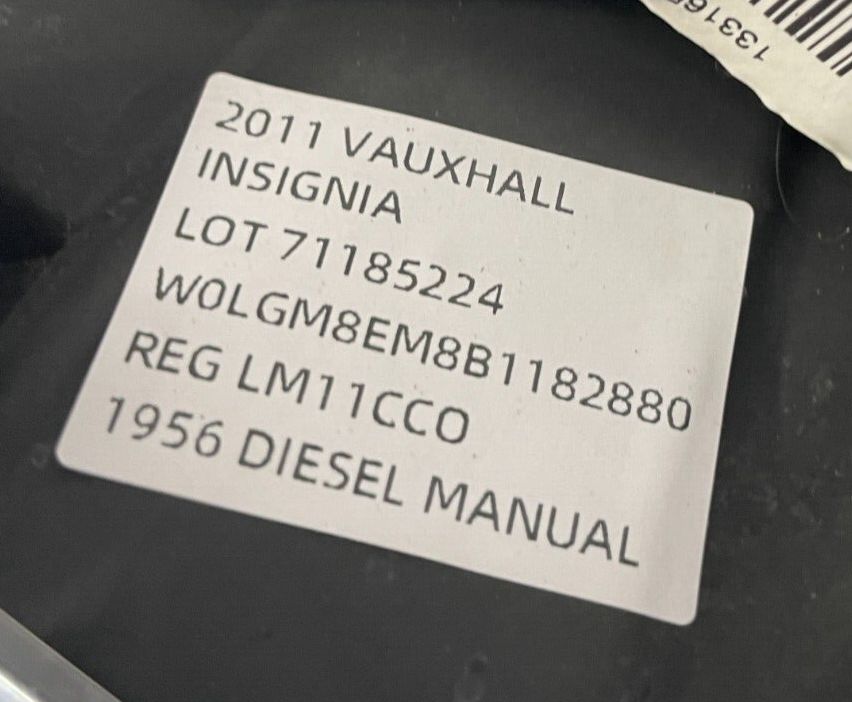 2011 VAUXHALL
INSIGNIA
LOT 71185224
W0LGM8EM8B1182880
REG LM11CCO
1956 DIESEL MANUAL